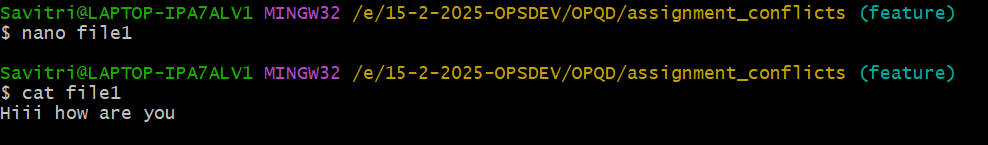 Savitri@LAPTOP-IPA7ALV1 MINGW32 /e/15-2-2025-OPSDEV/OPQD/assignment_conflicts (feature)
$ nano file1
Savitri@LAPTOP-IPA7ALV1 MINGW32 /e/15-2-2025-OPSDEV/OPQD/assignment_conflicts (feature)
$ cat file1
Hiii how are you